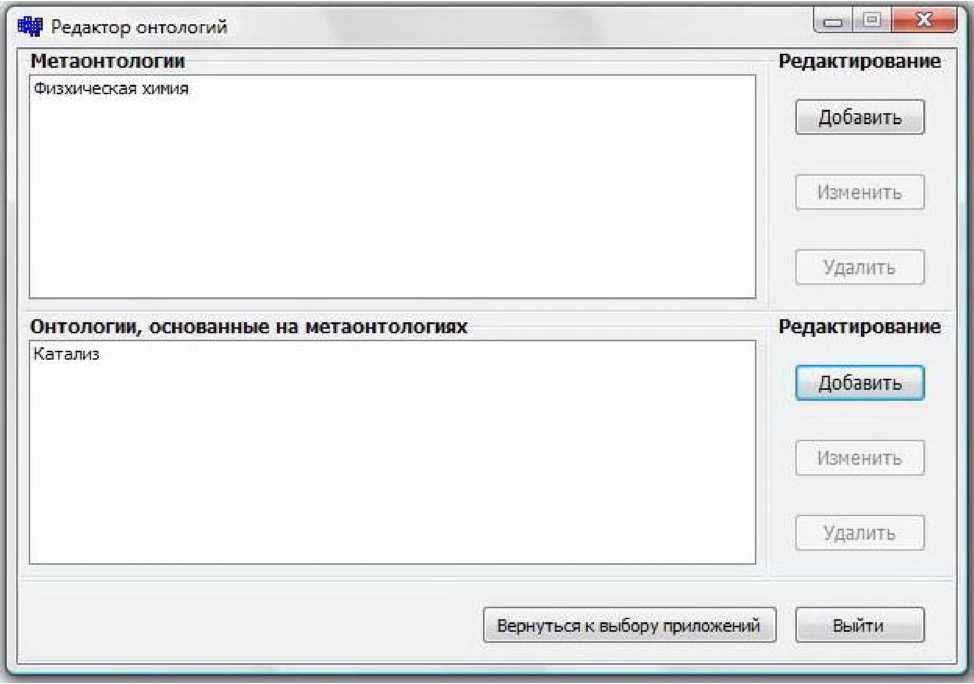 Редактор онтологий
Метаонтологии
Редактирование
Физхическая химия
Добавить
Изменить
Удалить
Онтологии, основанные на метаонтологиях
Редактирование
Катализ
Добавить
Изменить
Удалить
Вернуться к выбору приложений
Выйти